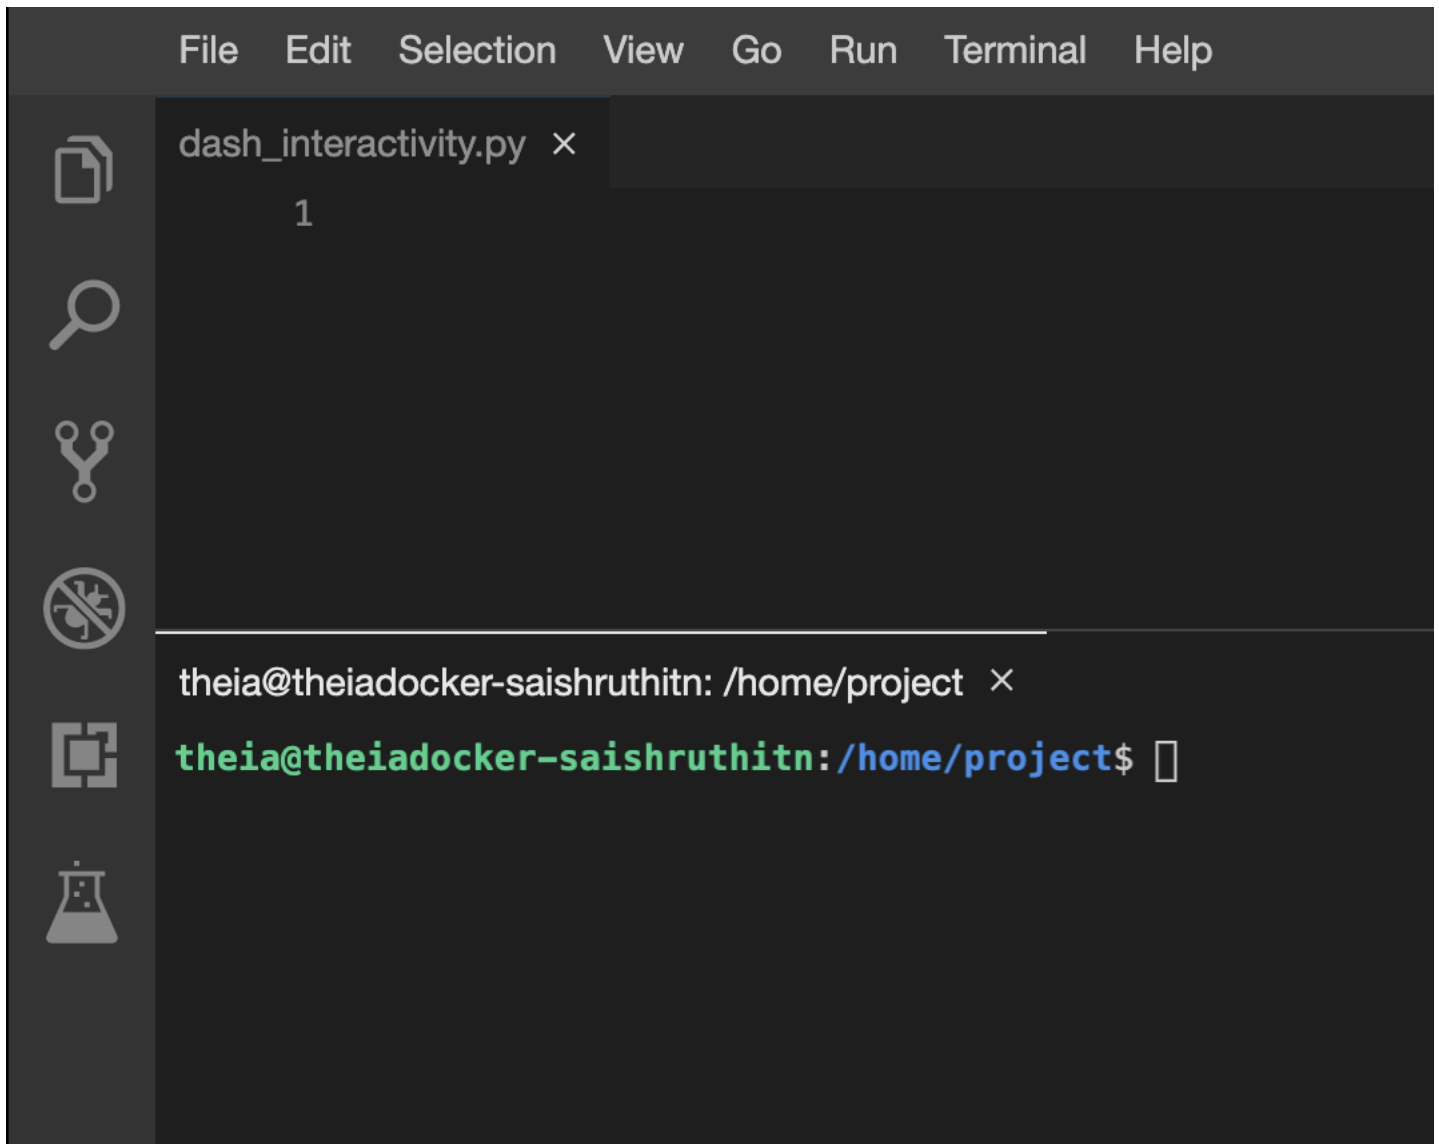 File Edit Selection View Go Run Terminal Help
dash_interactivity.py ×
1
theia@theiadocker-saishruthitn: /home/project ×
theia@theiadocker-saishruthitn:/home/project$